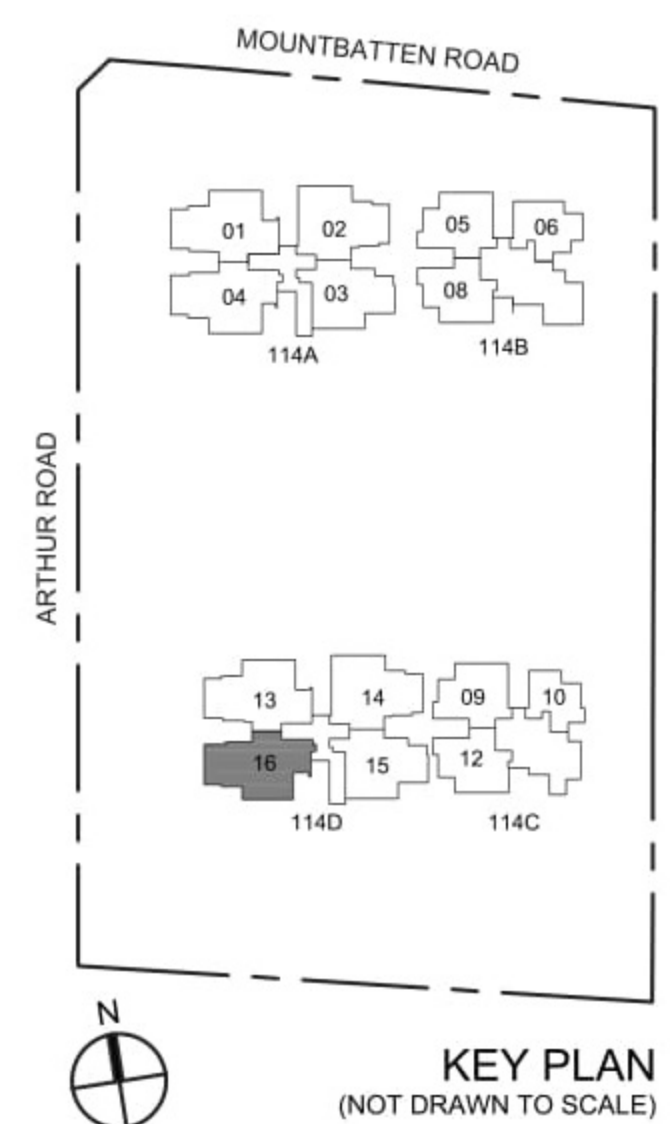 MOUNTBATTEN ROAD
01
02
05
06
04
03
08
114A
114B
ARTHUR ROAD
13
14
09
10
16
15
12
114D
114C
N
KEY PLAN
(NOT DRAWN TO SCALE)